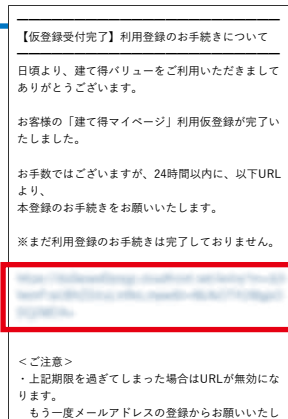 【仮登録受付完了】利用登録のお手続きについて
日頃より、建て得バリューをご利用いただきまして
ありがとうございます。
お客様の「建て得マイページ」利用仮登録が完了い
たしました。
お手数ではございますが、24時間以内に、以下URL
より、
本登録のお手続きをお願いいたします。
※まだ利用登録のお手続きは完了しておりません。
＜ご注意＞
・上記期限を過ぎてしまった場合はURLが無効にな
ります。
もう一度メールアドレスの登録からお願いいたし